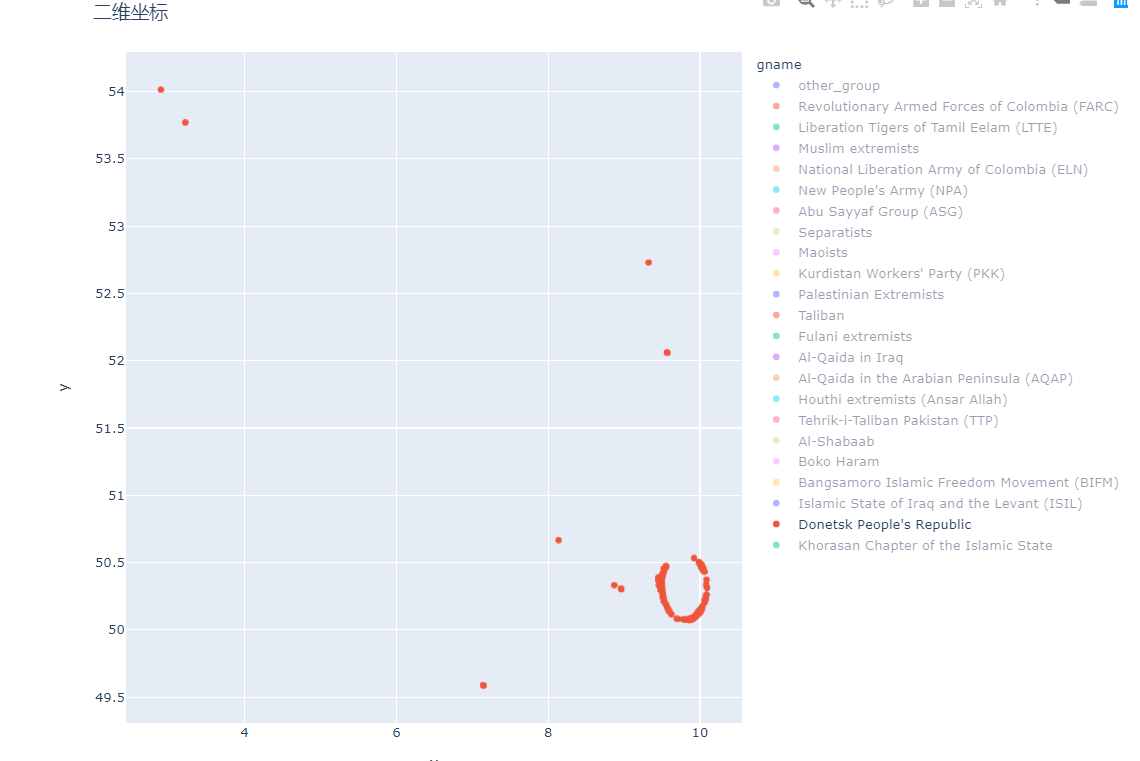 二维坐标
gname
other_group
Revolutionary Armed Forces of Colombia (FARC)
Liberation Tigers of Tamil Eelam (LTTE)
Muslim extremists
National Liberation Army of Colombia (ELN)
New People's Army (NPA)
Abu Sayyaf Group (ASG)
Separatists
Maoists
Kurdistan Workers' Party (PKK)
Palestinian Extremists
Taliban
Fulani extremists
Al-Qaida in Iraq
Al-Qaida in the Arabian Peninsula (AQAP)
Houthi extremists (Ansar Allah)
Tehrik-i-Taliban Pakistan (TTP)
Al-Shabaab
Boko Haram
Bangsamoro Islamic Freedom Movement (BIFM)
Islamic State of Iraq and the Levant (ISIL)
Donetsk People's Republic
Khorasan Chapter of the Islamic State
54
53.5
53
52.5
52
51.5
51
50.5
50
49.5
y
4
6
8
10